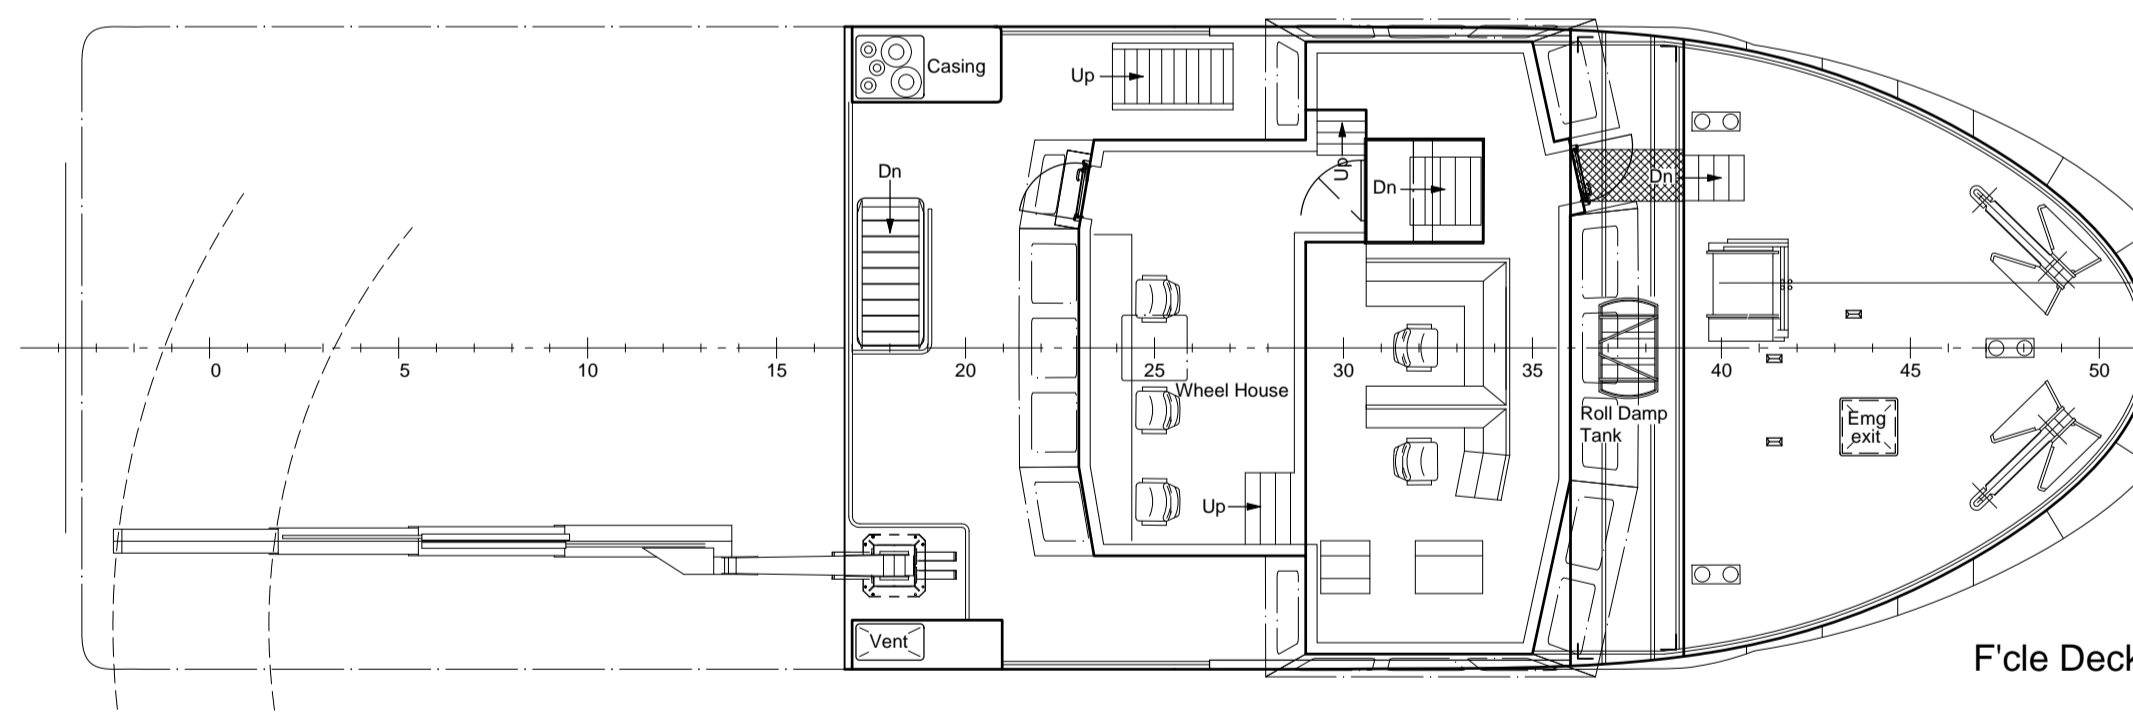 Casing
Up
Dn
Up
Dn
Dn
0 5 10 15 20 25 30 35 40 45 50
Wheel House
Roll Damp
Tank
Emg
exit
Up
Vent
F'cle Deck